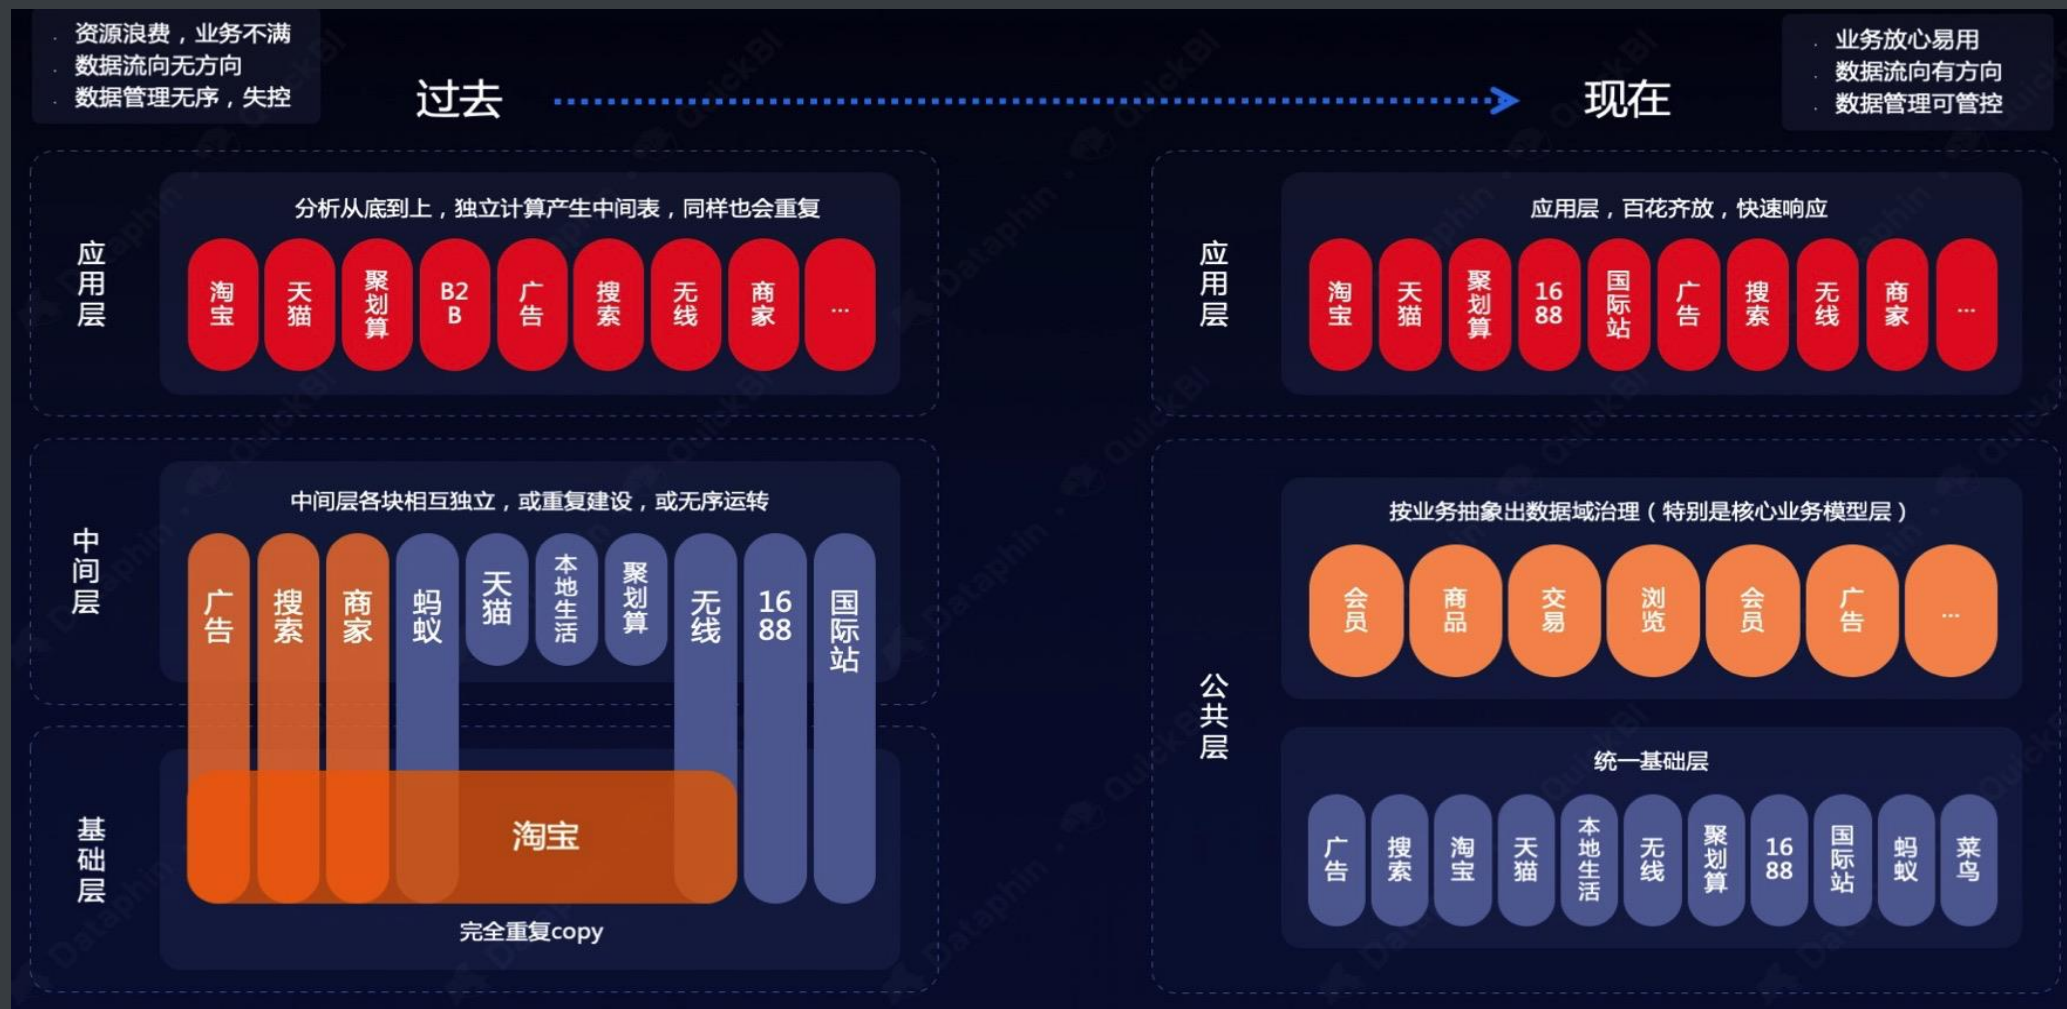 资源浪费，业务不满
数据流向无方向
数据管理无序，失控
过去
现在
业务放心易用
数据流向有方向
数据管理可管控
应用层
分析从底到上，独立计算产生中间表，同样也会重复
淘宝
天猫
聚划算
B2B
广告
搜索
无线
商家
...
中间层
中间层各块相互独立，或重复建设，或无序运转
广告
搜索
商家
蚂蚁
天猫
本地生活
聚划算
无线
1688
国际站
基础层
淘宝
完全重复copy
应用层
应用层，百花齐放，快速响应
淘宝
天猫
聚划算
1688
国际站
广告
搜索
无线
商家
...
公共层
按业务抽象出数据域治理（特别是核心业务模型层）
会员
商品
交易
浏览
会员
广告
...
统一基础层
广告
搜索
淘宝
天猫
本地生活
无线
聚划算
1688
国际站
蚂蚁
菜鸟
Dataphin · QuickBI